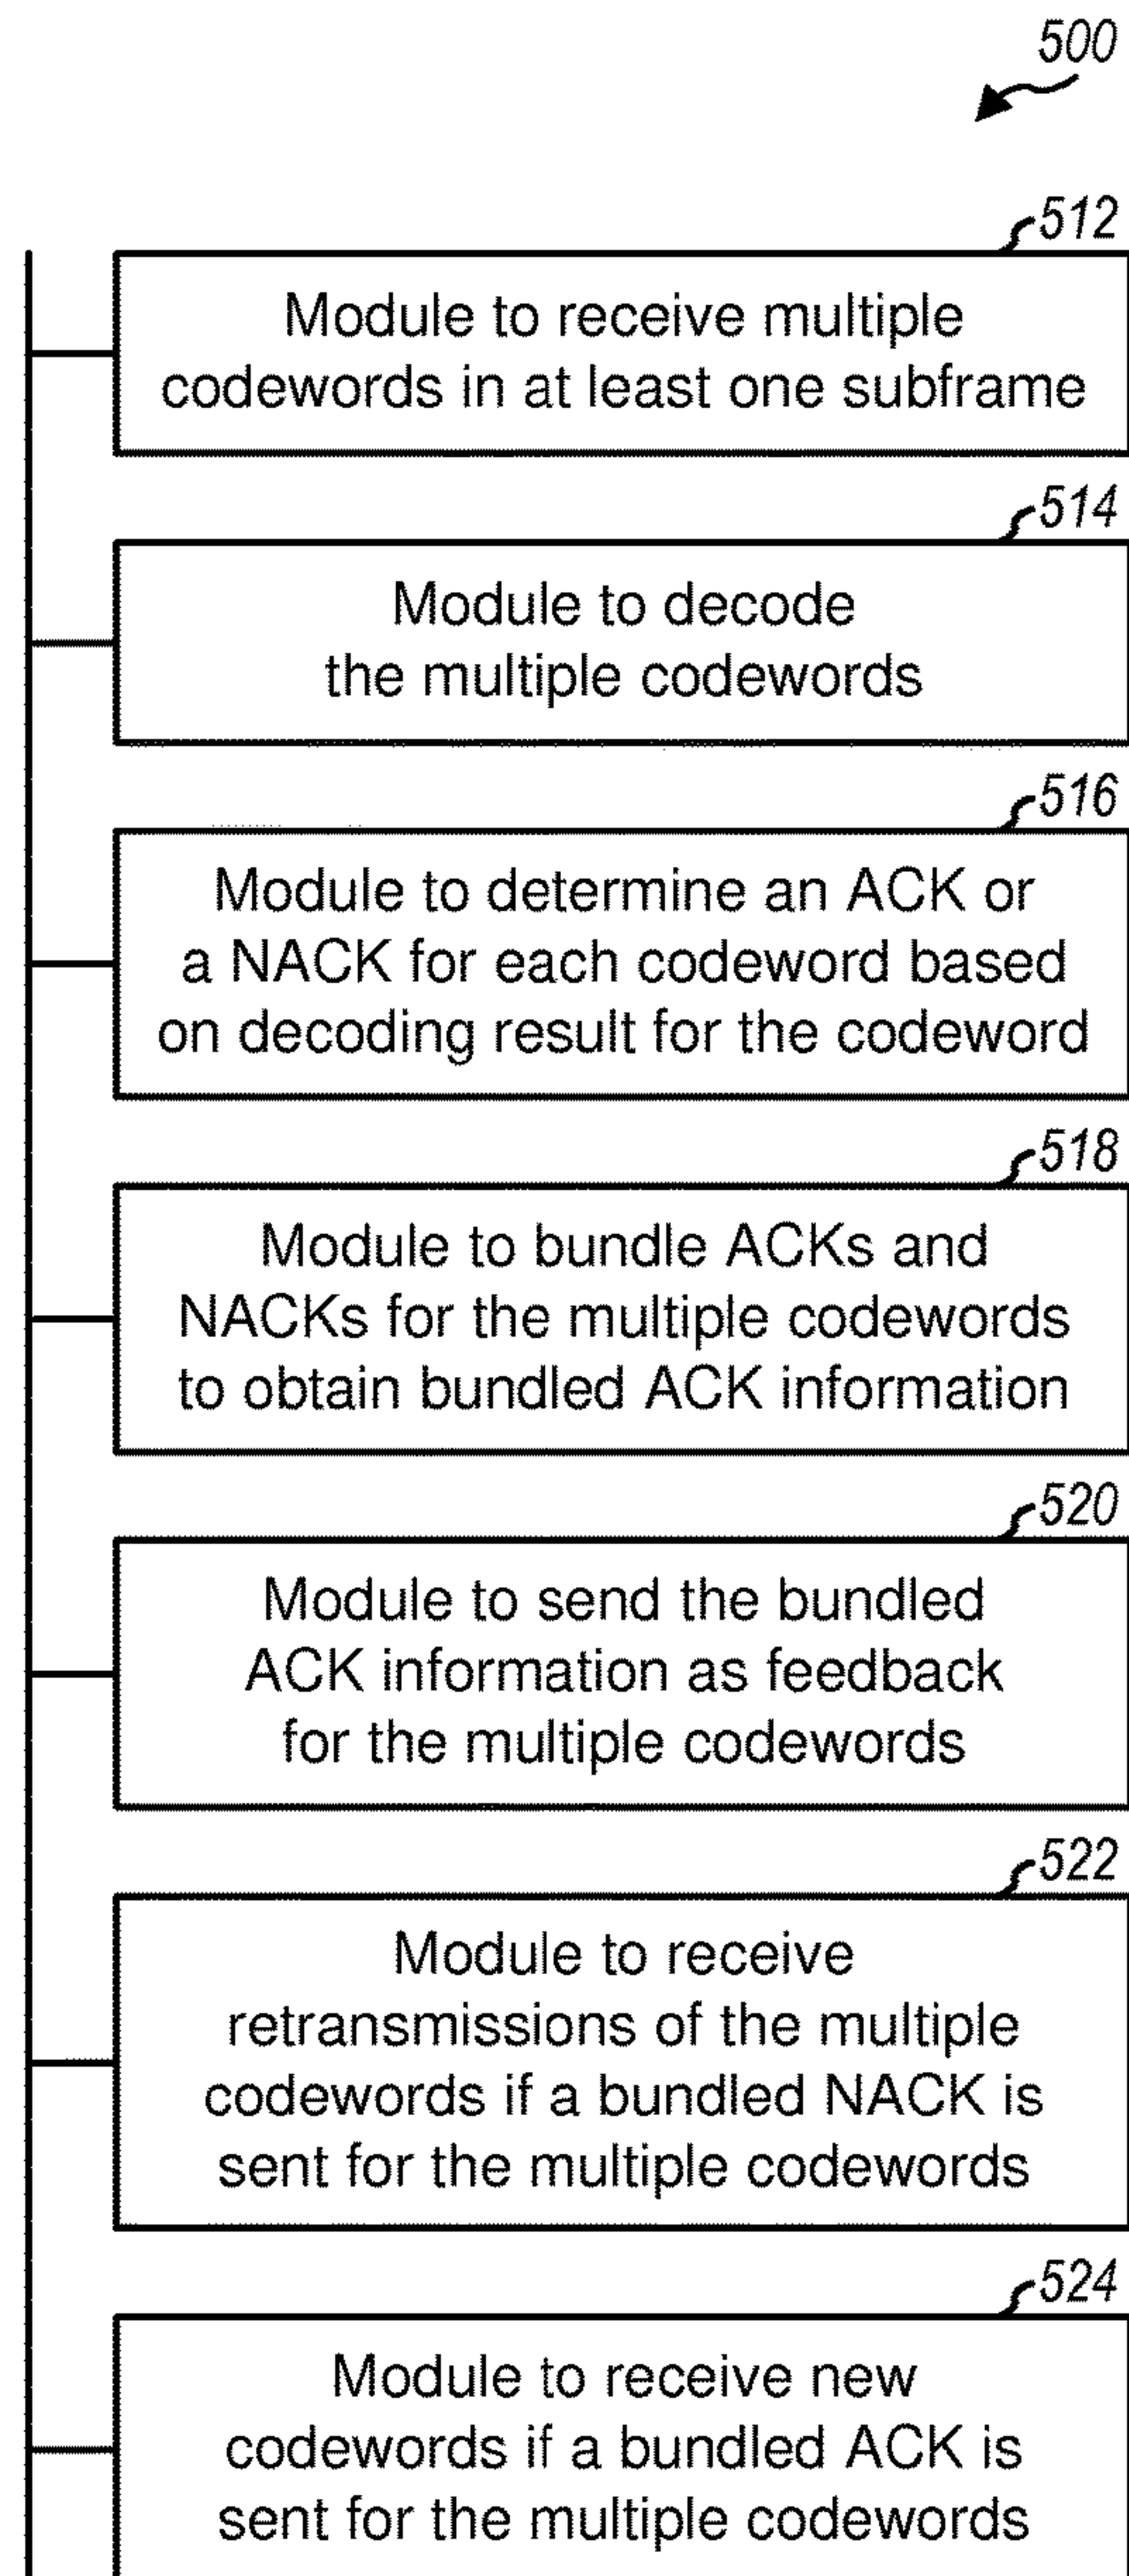 500
512
Module to receive multiple
codewords in at least one subframe
514
Module to decode
the multiple codewords
516
Module to determine an ACK or
a NACK for each codeword based
on decoding result for the codeword
518
Module to bundle ACKs and
NACKs for the multiple codewords
to obtain bundled ACK information
520
Module to send the bundled
ACK information as feedback
for the multiple codewords
522
Module to receive
retransmissions of the multiple
codewords if a bundled NACK is
sent for the multiple codewords
524
Module to receive new
codewords if a bundled ACK is
sent for the multiple codewords